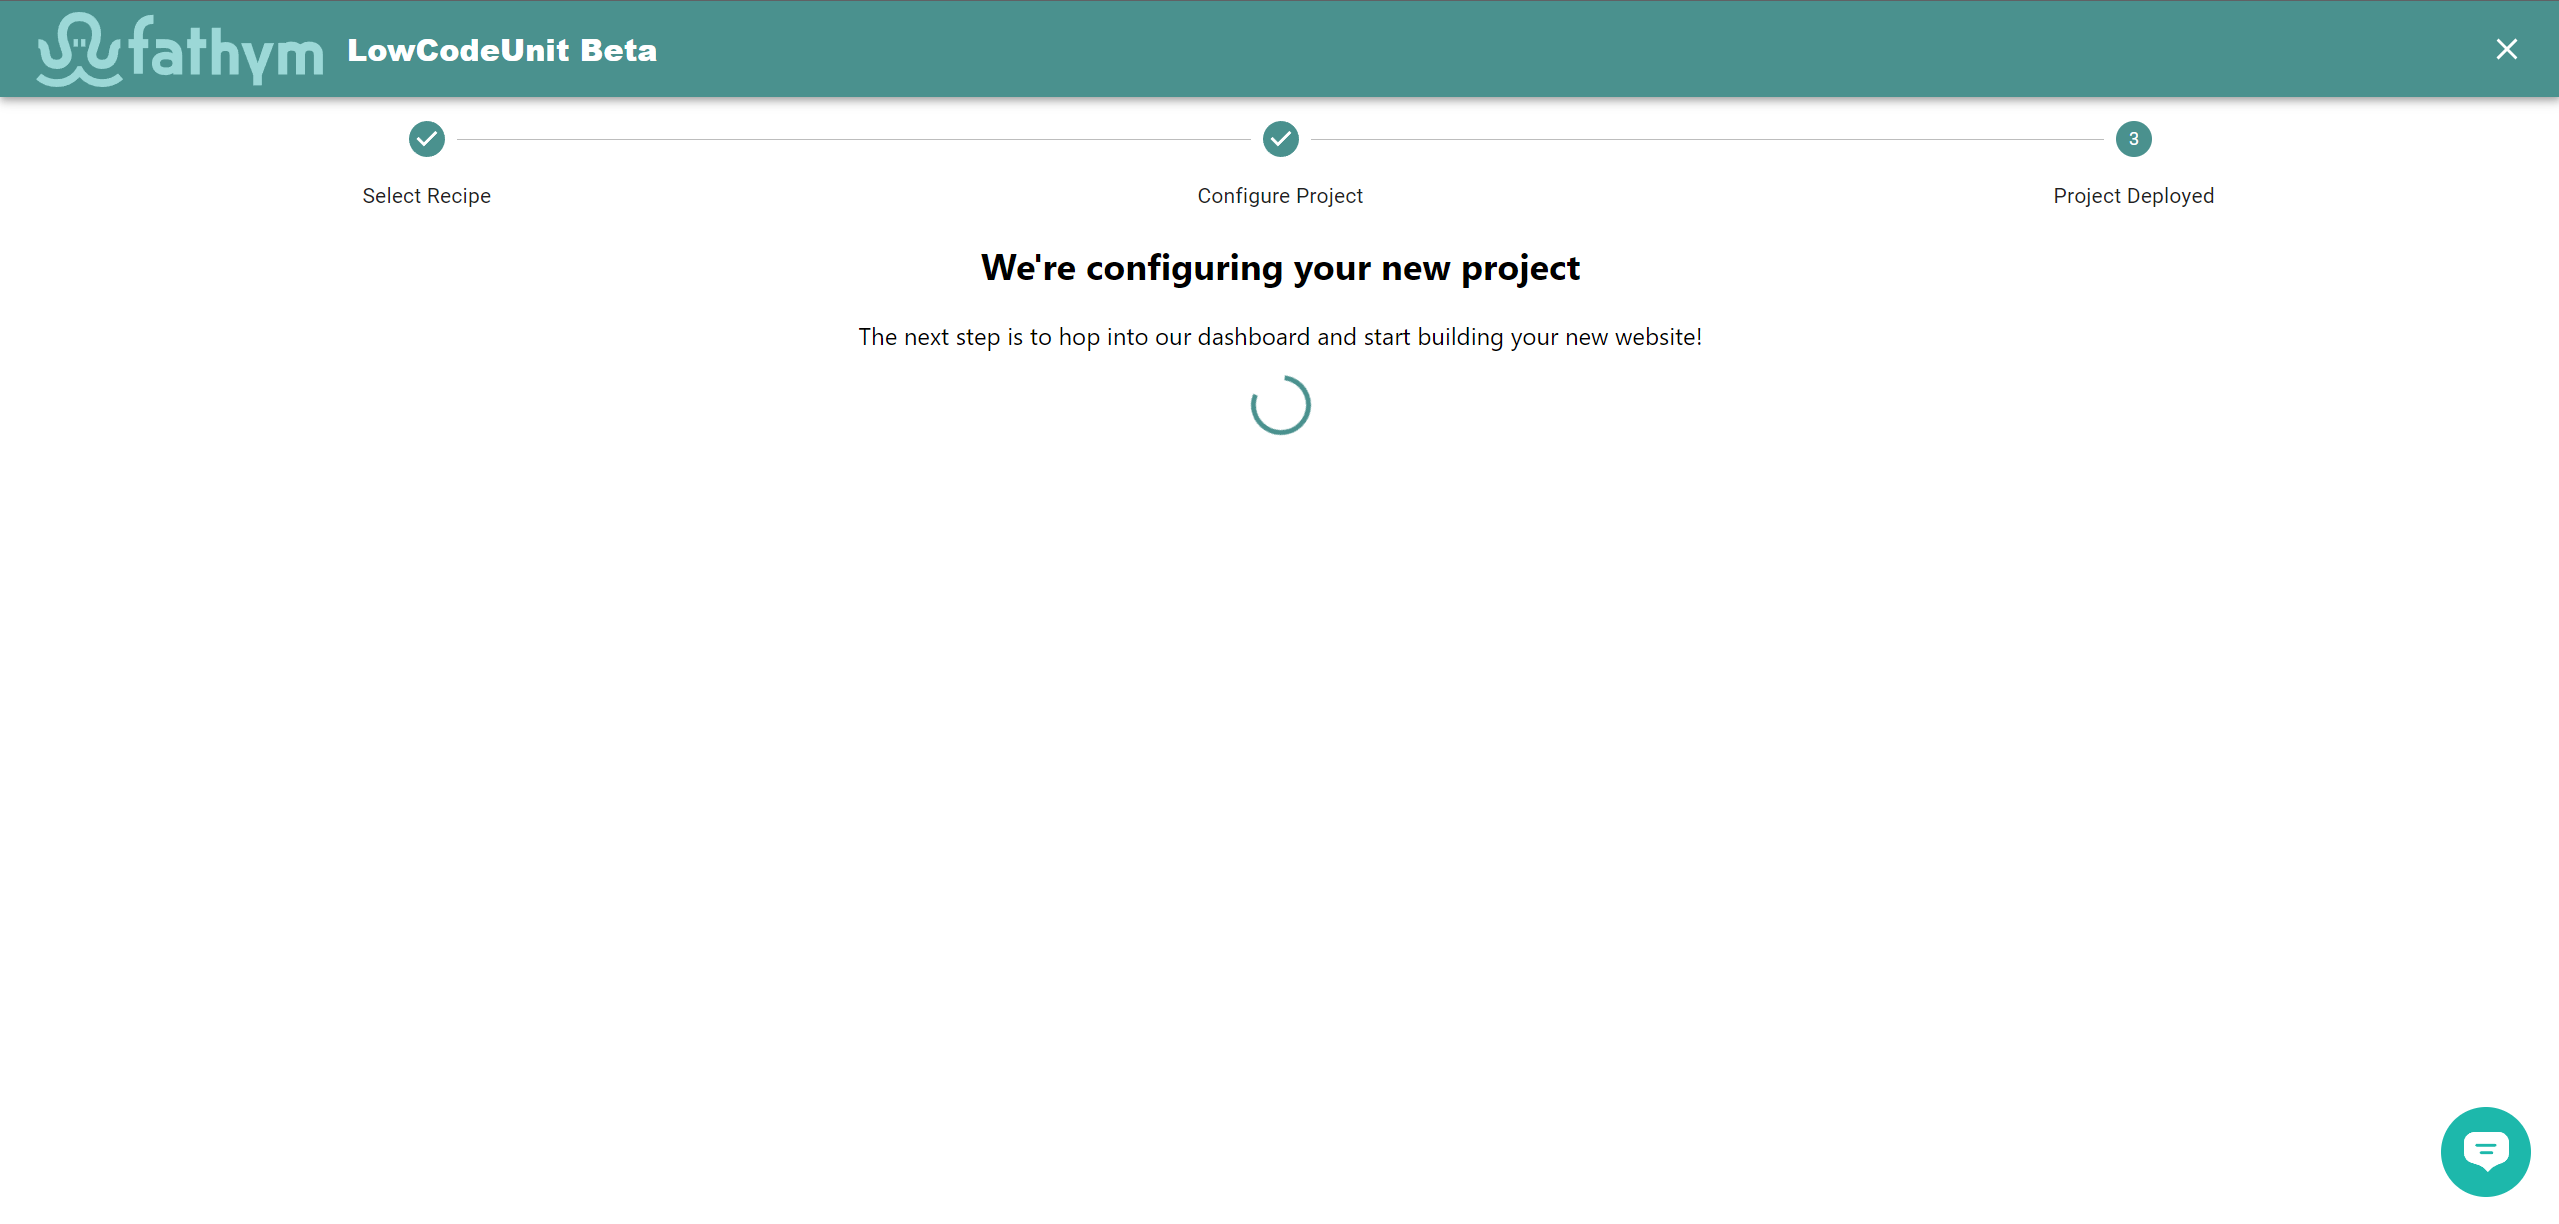 fathym LowCodeUnit Beta
3
Select Recipe Configure Project Project Deployed
We're configuring your new project
The next step is to hop into our dashboard and start building your new website!